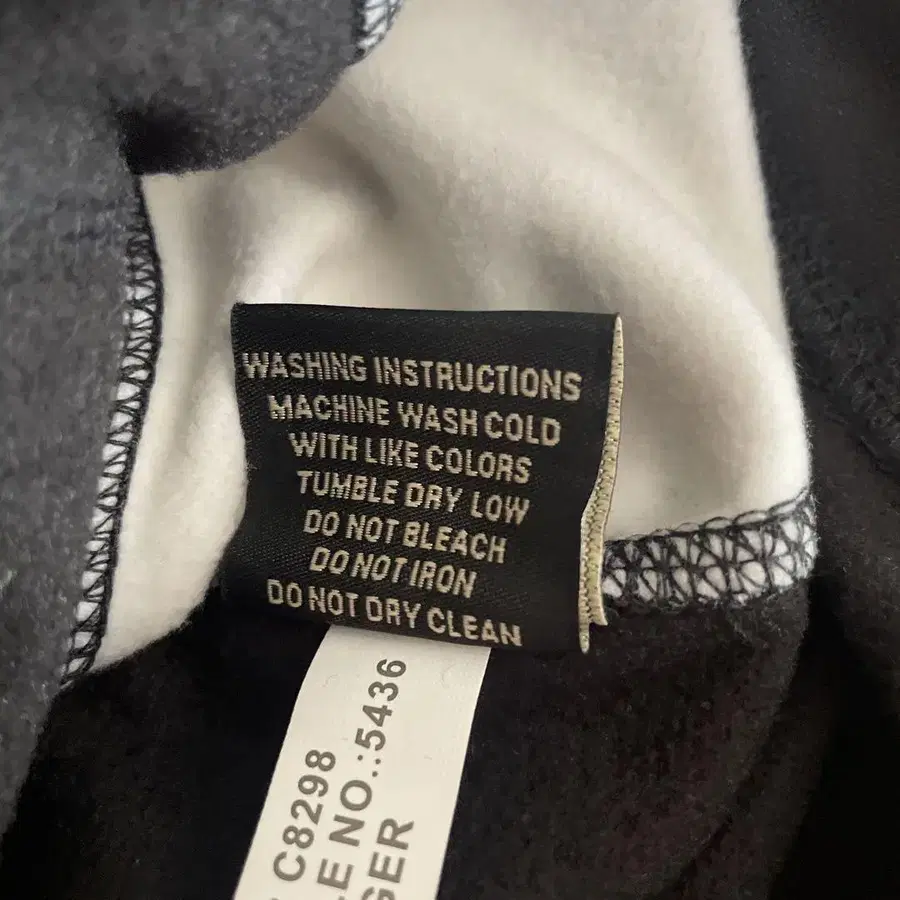 WASHING INSTRUCTIONS
MACHINE WASH COLD
WITH LIKE COLORS
TUMBLE DRY LOW
DO NOT BLEACH
DO NOT IRON
DO NOT DRY CLEAN
C8298
NO.:5436